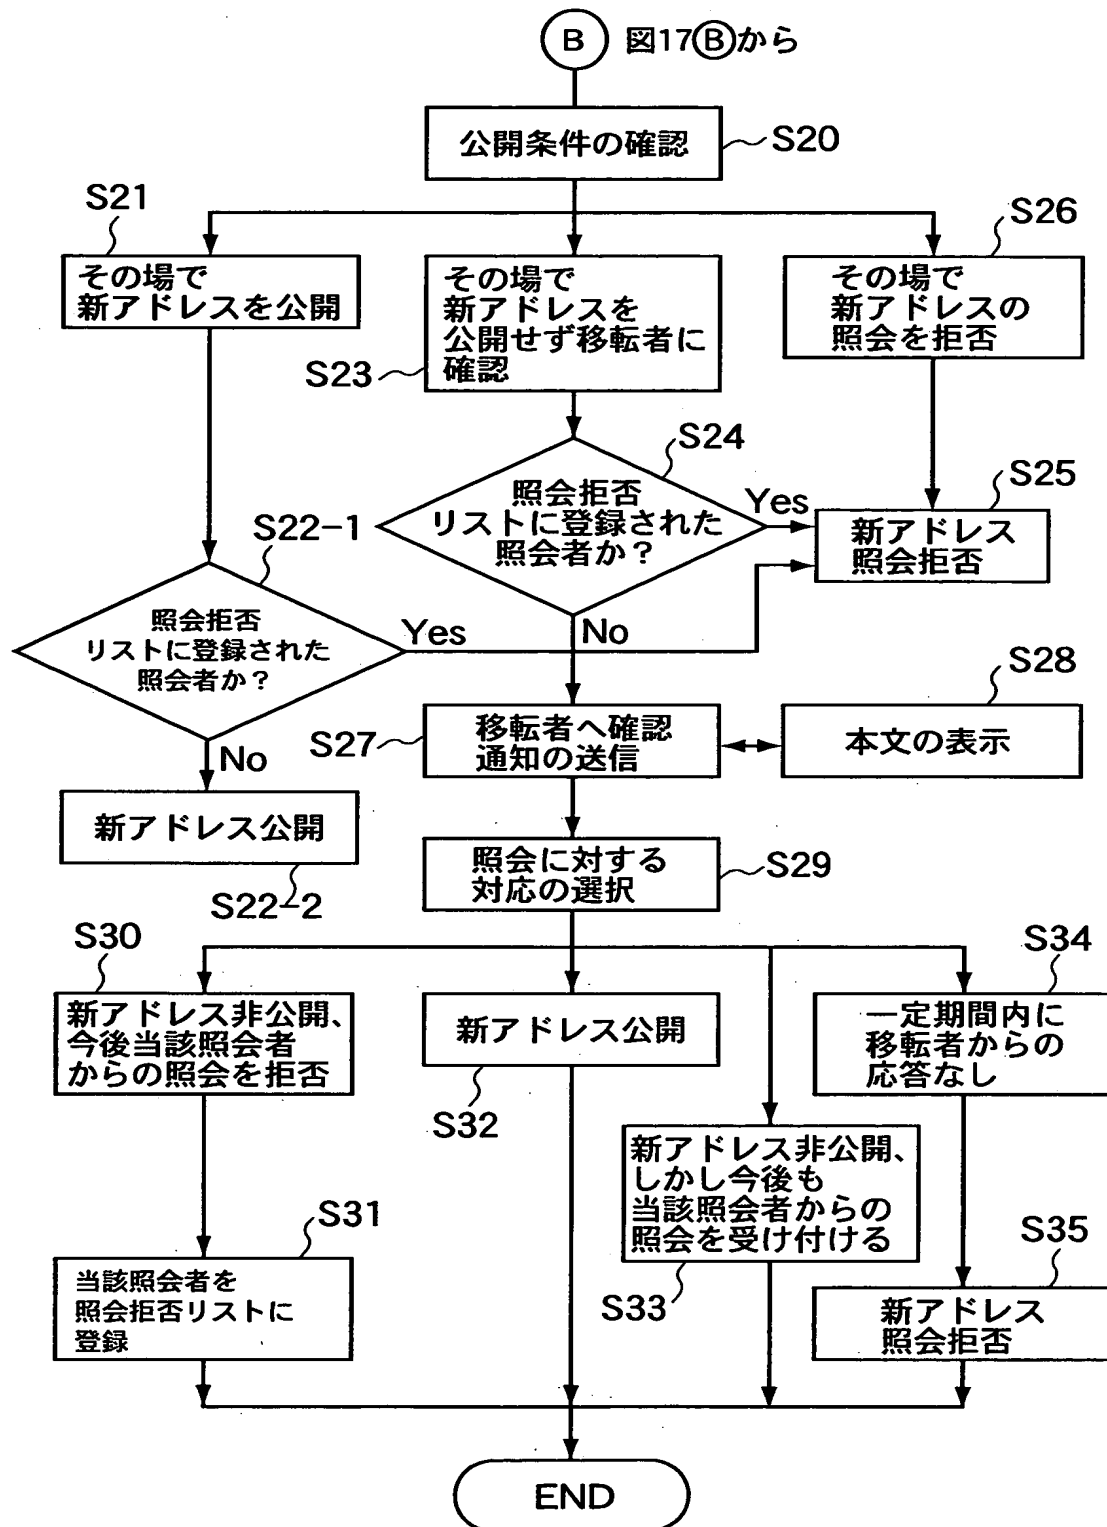 B 図17Ⓑから
公開条件の確認
S20
S21
その場で
新アドレスを公開
その場で
新アドレスを
公開せず移転者に
確認
S23
S26
その場で
新アドレスの
照会を拒否
S24
照会拒否
リストに登録された
照会者か?
Yes
No
S25
新アドレス
照会拒否
S22-1
照会拒否
リストに登録された
照会者か?
Yes
No
新アドレス公開
S22-2
S27
移転者へ確認
通知の送信
S28
本文の表示
照会に対する
対応の選択
S29
S30
新アドレス非公開、
今後当該照会者
からの照会を拒否
新アドレス公開
S32
S34
一定期間内に
移転者からの
応答なし
新アドレス非公開、
しかし今後も
当該照会者からの
照会を受け付ける
S33
S31
当該照会者を
照会拒否リストに
登録
S35
新アドレス
照会拒否
END